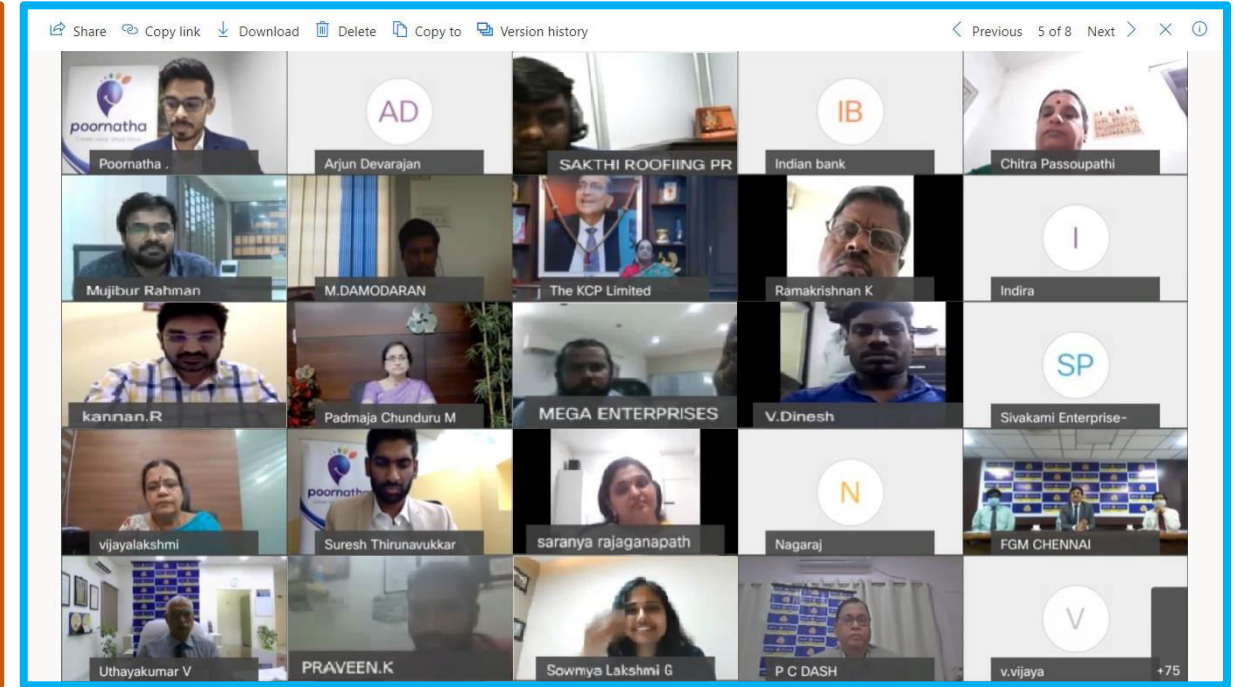 Share Copy link Download Delete Copy to Version history Previous 5 of 8 Next
poornatha
Poornatha .
AD
Arjun Devarajan
SAKTHI ROOFIING PR
IB
Indian bank
Chitra Passoupathi
Mujibur Rahman
M.DAMODARAN
The KCP Limited
Ramakrishnan K
I
Indira
kannan.R
Padmaja Chunduru M
MEGA ENTERPRISES
V.Dinesh
SP
Sivakami Enterprise-
vijayalakshmi
poornath
Suresh Thirunavukkar
saranya rajaganapath
N
Nagaraj
FGM CHENNAI
Uthayakumar V
PRAVEEN.K
Sowmya Lakshmi G
P C DASH
V
v.vijaya
+75